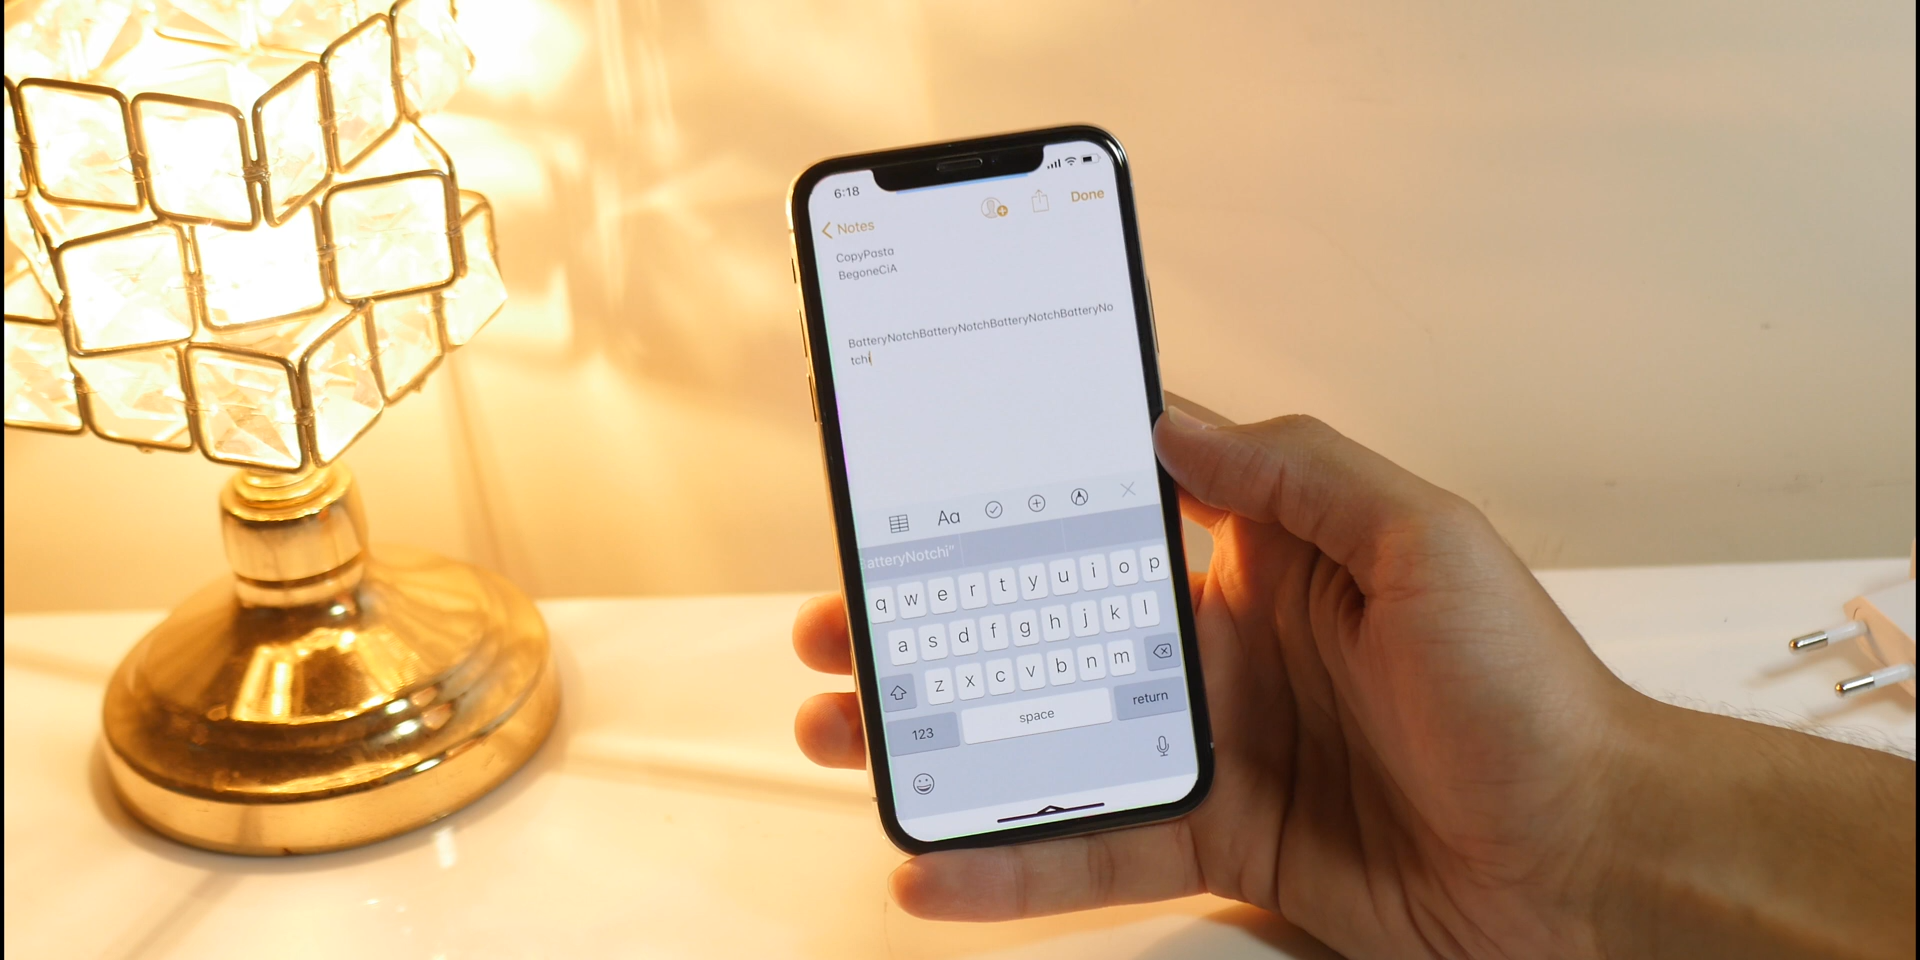 6:18
Notes
Done
CopyPasta
BegoneCiA
BatteryNotchBatteryNotchBatteryNotchBatteryNo
tchi
Aa
BatteryNotchi"
q w e r t y u i o p
a s d f g h j k l
z x c v b n m
123 space return